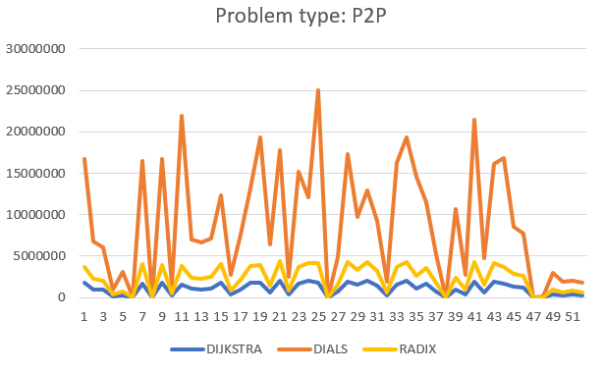 Problem type: P2P
30000000
25000000
20000000
15000000
10000000
5000000
0
1 3 5 7 9 11 13 15 17 19 21 23 25 27 29 31 33 35 37 39 41 43 45 47 49 51
DIJKSTRA DIALS RADIX